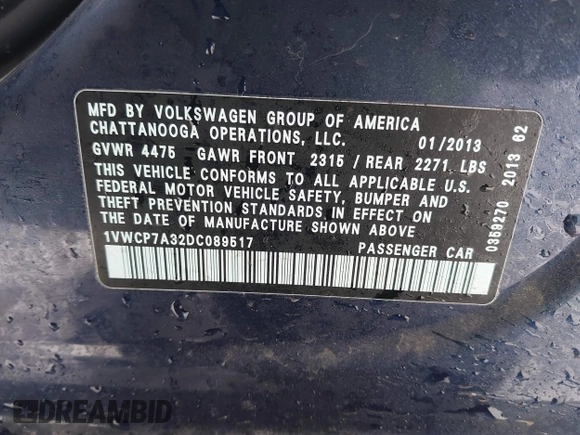 MFD BY VOLKSWAGEN GROUP OF AMERICA
CHATTANOOGA OPERATIONS, LLC. 01/2013
GVWR 4475 GAWR FRONT 2315 / REAR 2271 LBS
THIS VEHICLE CONFORMS TO ALL APPLICABLE U.S.
FEDERAL MOTOR VEHICLE SAFETY, BUMPER AND
THEFT PREVENTION STANDARDS IN EFFECT ON
THE DATE OF MANUFACTURE SHOWN ABOVE
1VWCP7A32DC089517 PASSENGER CAR
0359270 2013 62
DREAMBID